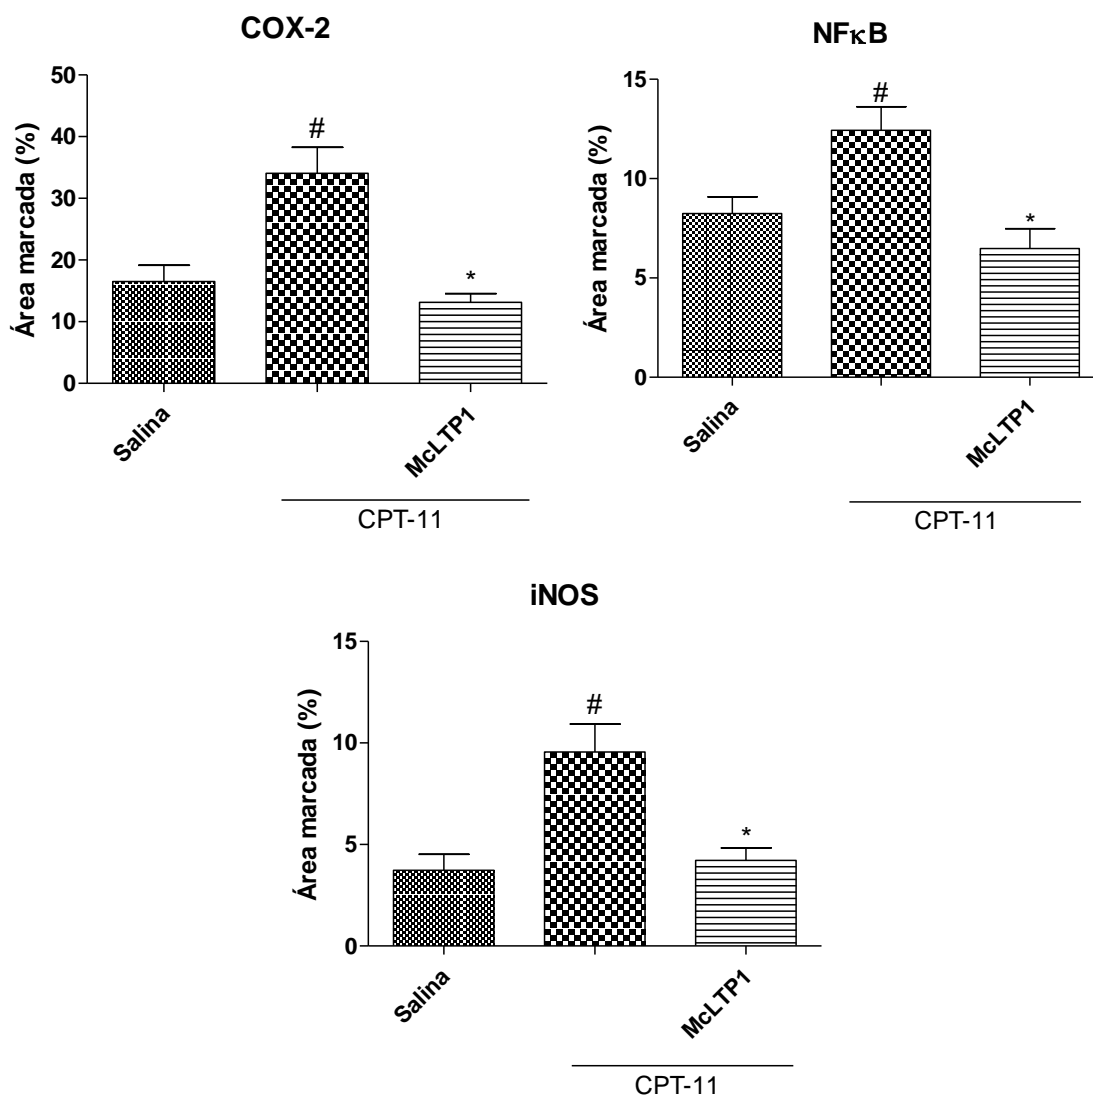 COX-2
50
40
30
20
10
0
Área marcada (%)
#
*
Salina
McLTP1
CPT-11
NFκB
15
10
5
0
Área marcada (%)
#
*
Salina
McLTP1
CPT-11
iNOS
15
10
5
0
Área marcada (%)
#
*
Salina
McLTP1
CPT-11